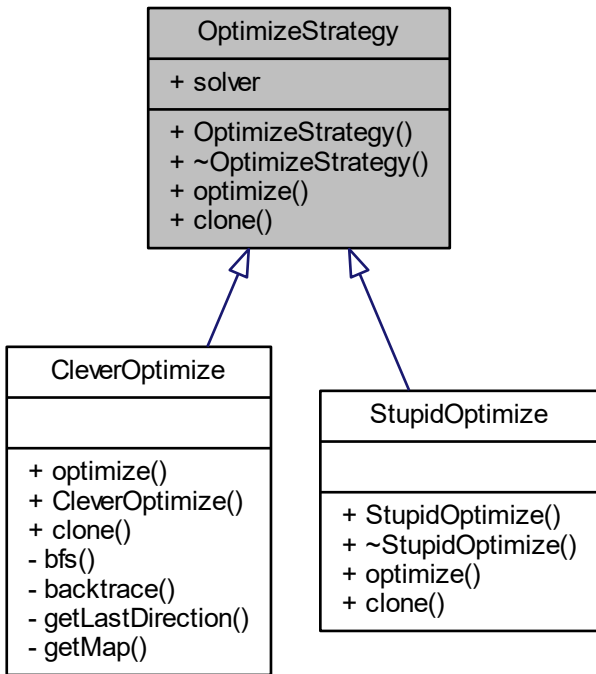 OptimizeStrategy
+ solver
+ OptimizeStrategy()
+ ~OptimizeStrategy()
+ optimize()
+ clone()
CleverOptimize
+ optimize()
+ CleverOptimize()
+ clone()
- bfs()
- backtrace()
- getLastDirection()
- getMap()
StupidOptimize
+ StupidOptimize()
+ ~StupidOptimize()
+ optimize()
+ clone()